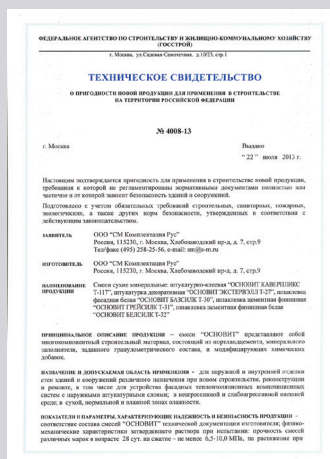 ФЕДЕРАЛЬНОЕ АГЕНТСТВО ПО СТРОИТЕЛЬСТВУ И ЖИЛИЩНО-КОММУНАЛЬНОМУ ХОЗЯЙСТВУ
(ГОССТРОЙ)
г. Москва, ул.Садовая-Самотечная, д.10/23, стр.1
ТЕХНИЧЕСКОЕ СВИДЕТЕЛЬСТВО
О ПРИГОДНОСТИ НОВОЙ ПРОДУКЦИИ ДЛЯ ПРИМЕНЕНИЯ В СТРОИТЕЛЬСТВЕ
НА ТЕРРИТОРИИ РОССИЙСКОЙ ФЕДЕРАЦИИ
№ 4008-13
г. Москва Выдано
"22" июля 2013 г.
Настоящим подтверждается пригодность для применения в строительстве новой продукции,
требования к которой не регламентированы нормативными документами полностью или
частично и от которой зависит безопасность зданий и сооружений.
Подготовлено с учетом обязательных требований строительных, санитарных, пожарных,
экологических, а также других норм безопасности, утвержденных в соответствии с
действующим законодательством.
ЗАЯВИТЕЛЬ ООО "СМ Комплектация Рус"
Россия, 115230, г. Москва, Хлебозаводский пр-д, д. 7, стр.9
Тел/факс (495) 258-25-56, e-mail: sm@s-m.ru
ИЗГОТОВИТЕЛЬ ООО "СМ Комплектация Рус"
Россия, 115230, г. Москва, Хлебозаводский пр-д, д. 7, стр.9
НАИМЕНОВАНИЕ ПРОДУКЦИИ Смеси сухие минеральные: штукатурно-клеевая "ОСНОВИТ КАВЕРПЛИКС
Т-117", штукатурка декоративная "ОСНОВИТ ЭКСТЕРВЭЛЛ Т-27", шпаклевка
фасадная белая "ОСНОВИТ БАЗСИЛК Т-30", шпаклевка цементная финишная
"ОСНОВИТ ГРЕЙСИЛК Т-31", шпаклевка цементная финишная
"ОСНОВИТ БЕЛСИЛК Т-32"
ПРИНЦИПИАЛЬНОЕ ОПИСАНИЕ ПРОДУКЦИИ – смеси "ОСНОВИТ" представляют собой
многокомпонентный строительный материал, состоящий из портландцемента, минерального
заполнителя, заданного гранулометрического состава, и модифицирующих химических
добавок.
НАЗНАЧЕНИЕ И ДОПУСКАЕМАЯ ОБЛАСТЬ ПРИМЕНЕНИЯ - для наружной и внутренней отделки
стен зданий и сооружений различного назначения при новом строительстве, реконструкции
и ремонте, в том числе для устройства фасадных теплоизоляционных композиционных
систем с наружными штукатурными слоями; в неагрессивной и слабоагрессивной внешней
среде; в сухой, нормальной и влажной зонах влажности.
ПОКАЗАТЕЛИ И ПАРАМЕТРЫ, ХАРАКТЕРИЗУЮЩИЕ НАДЕЖНОСТЬ И БЕЗОПАСНОСТЬ ПРОДУКЦИИ -
соответствие состава смесей "ОСНОВИТ" технической документации изготовителя; физико-
механические характеристики затвердевшего раствора при испытании: прочность смесей
различных марок в возрасте 28 сут. на сжатие – не менее 6,5-10,0 МПа, на растяжение при